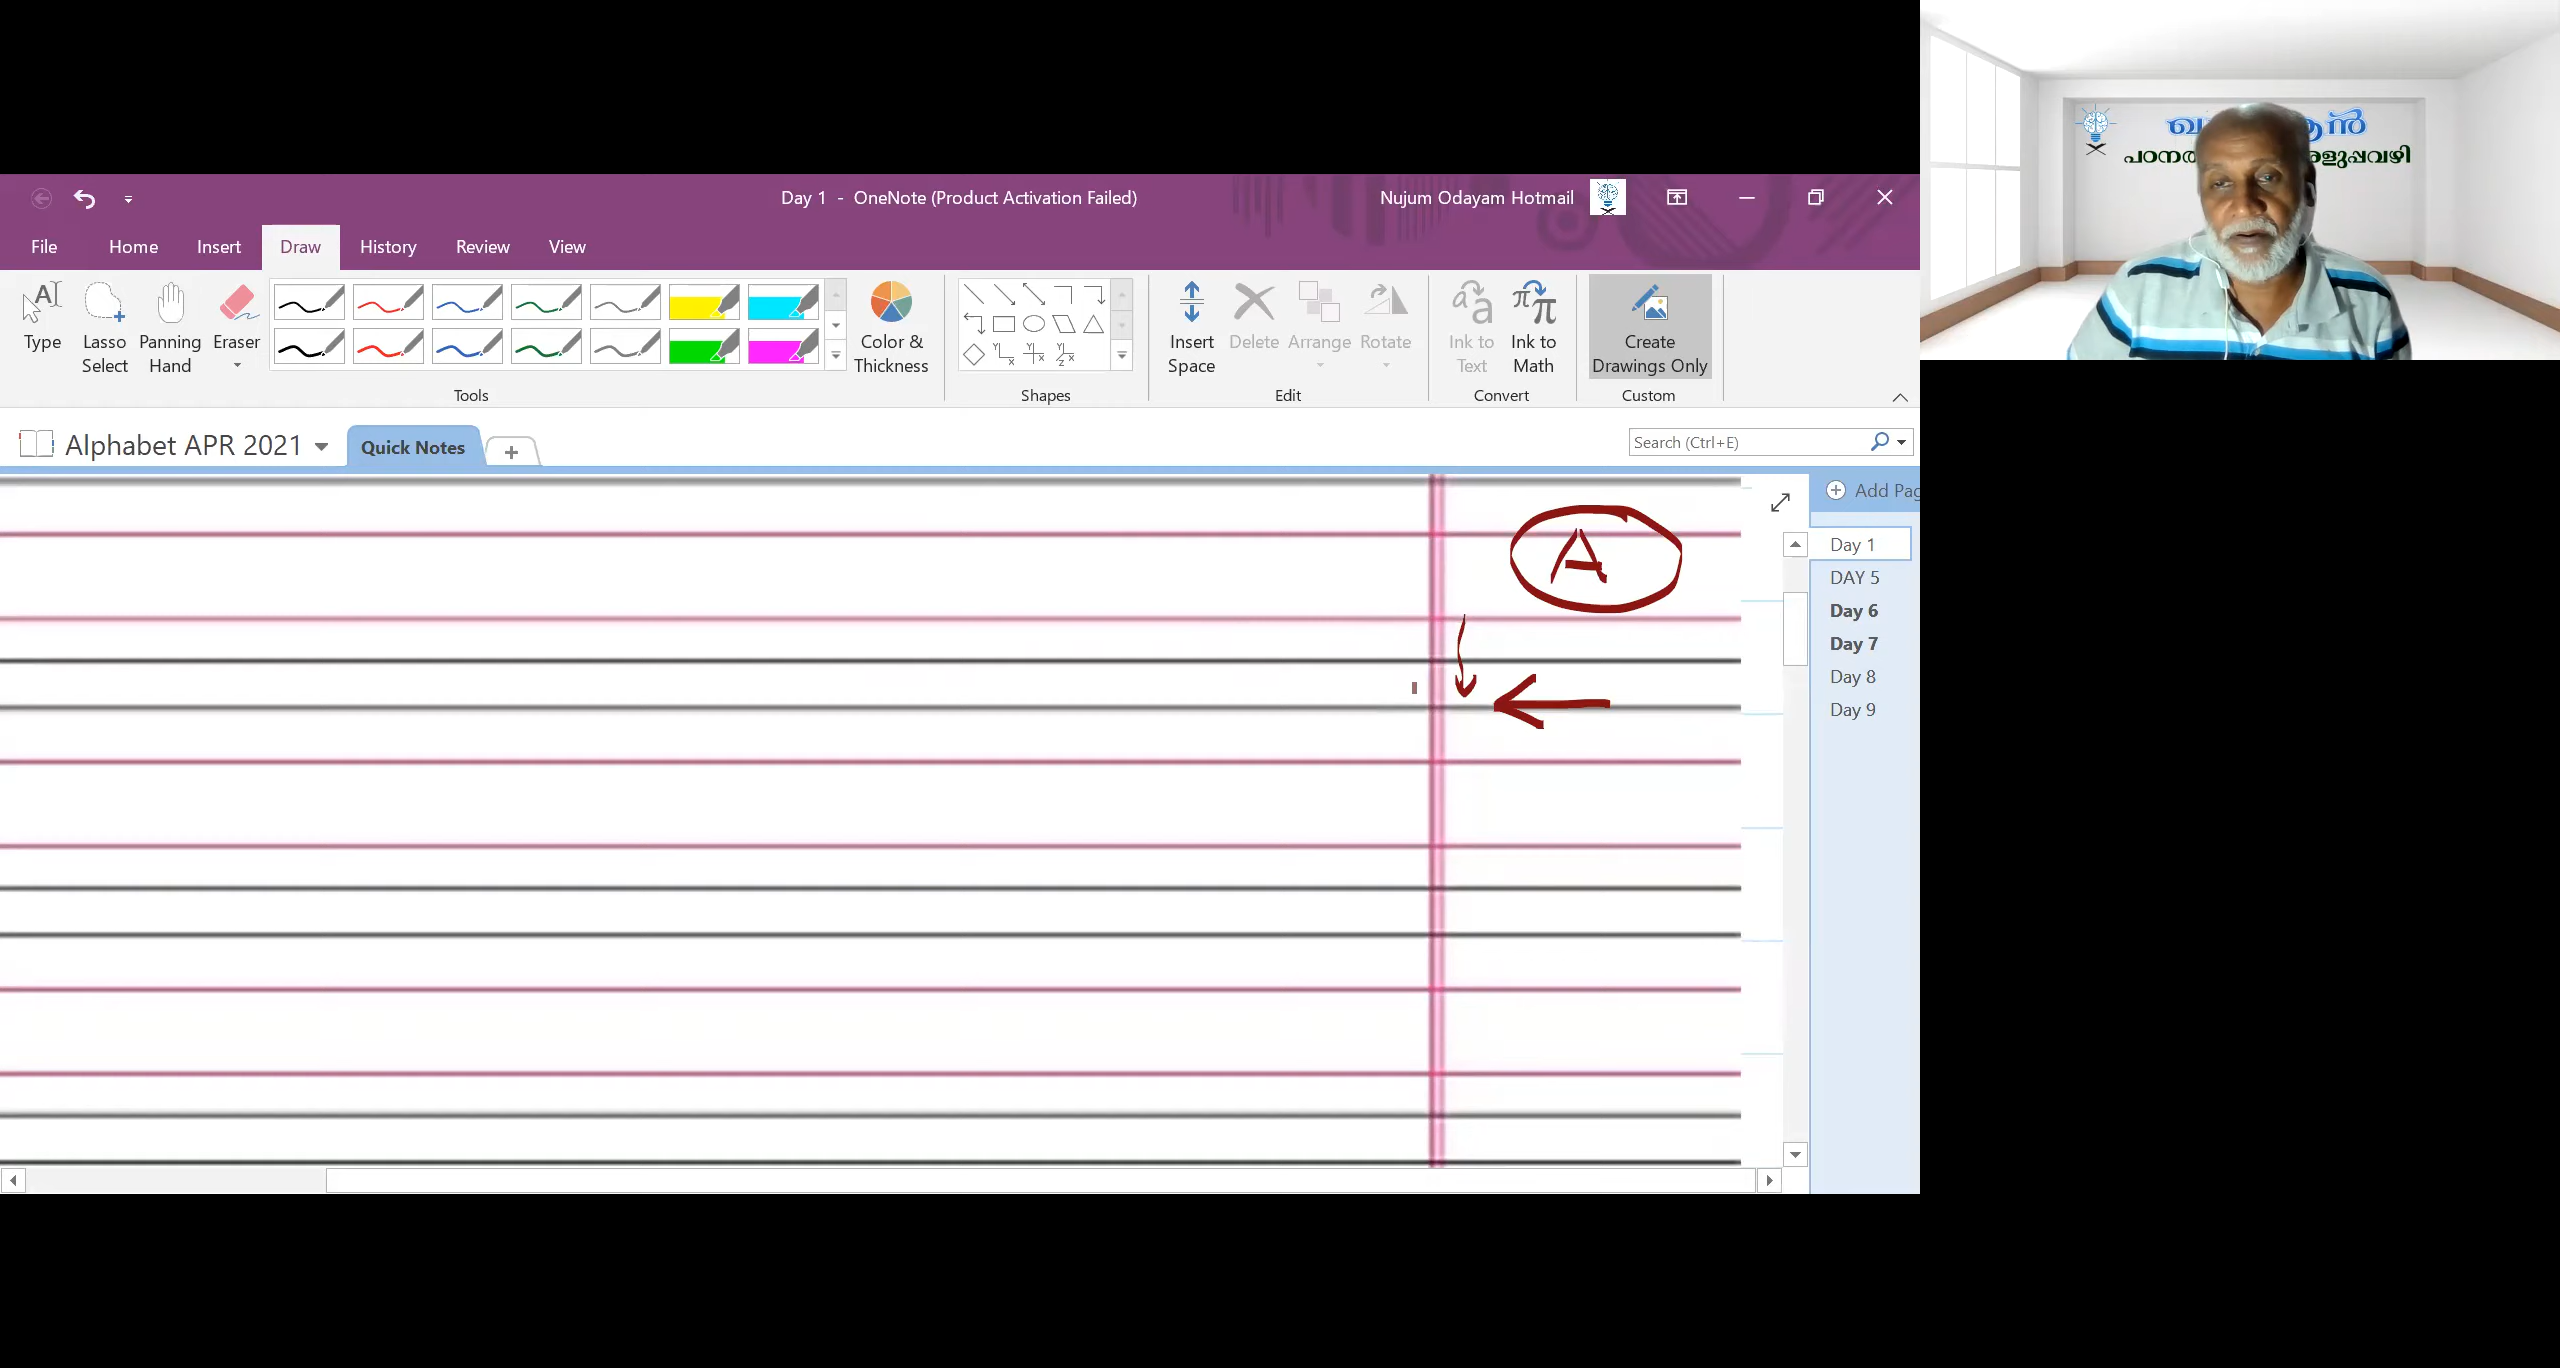 ഖു ആൻ
പഠന ളുപ്പവഴി
Day 1 - OneNote (Product Activation Failed)
Nujum Odayam Hotmail
File Home Insert Draw History Review View
Type
Lasso Select
Panning Hand
Eraser
Color & Thickness
Insert Space
Delete
Arrange
Rotate
Ink to Text
Ink to Math
Create Drawings Only
Tools Shapes Edit Convert Custom
Alphabet APR 2021
Quick Notes
Search (Ctrl+E)
Add Pag
A
Day 1
DAY 5
Day 6
Day 7
Day 8
Day 9